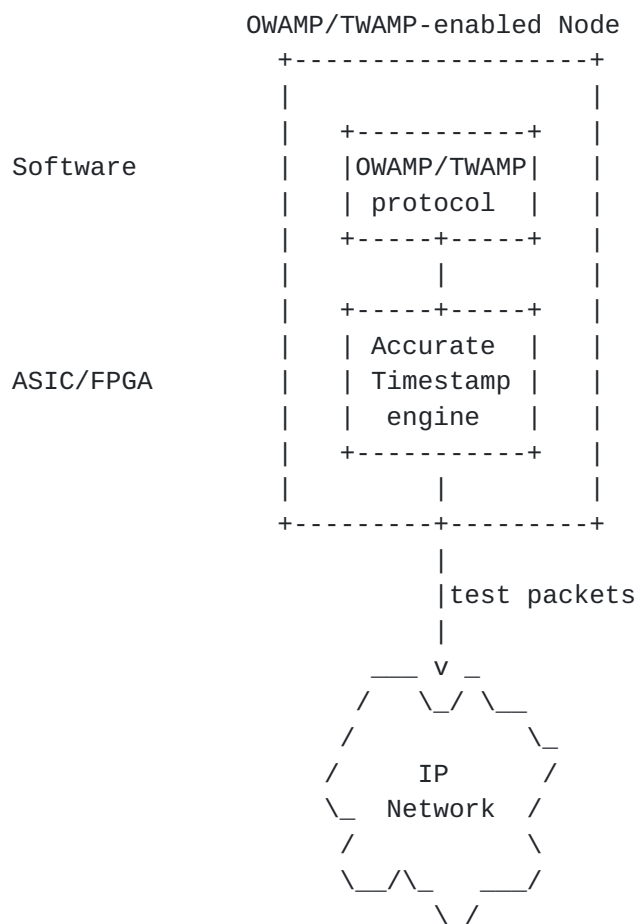 OWAMP/TWAMP-enabled Node
Software
OWAMP/TWAMP
protocol
ASIC/FPGA
Accurate
Timestamp
engine
test packets
IP
Network